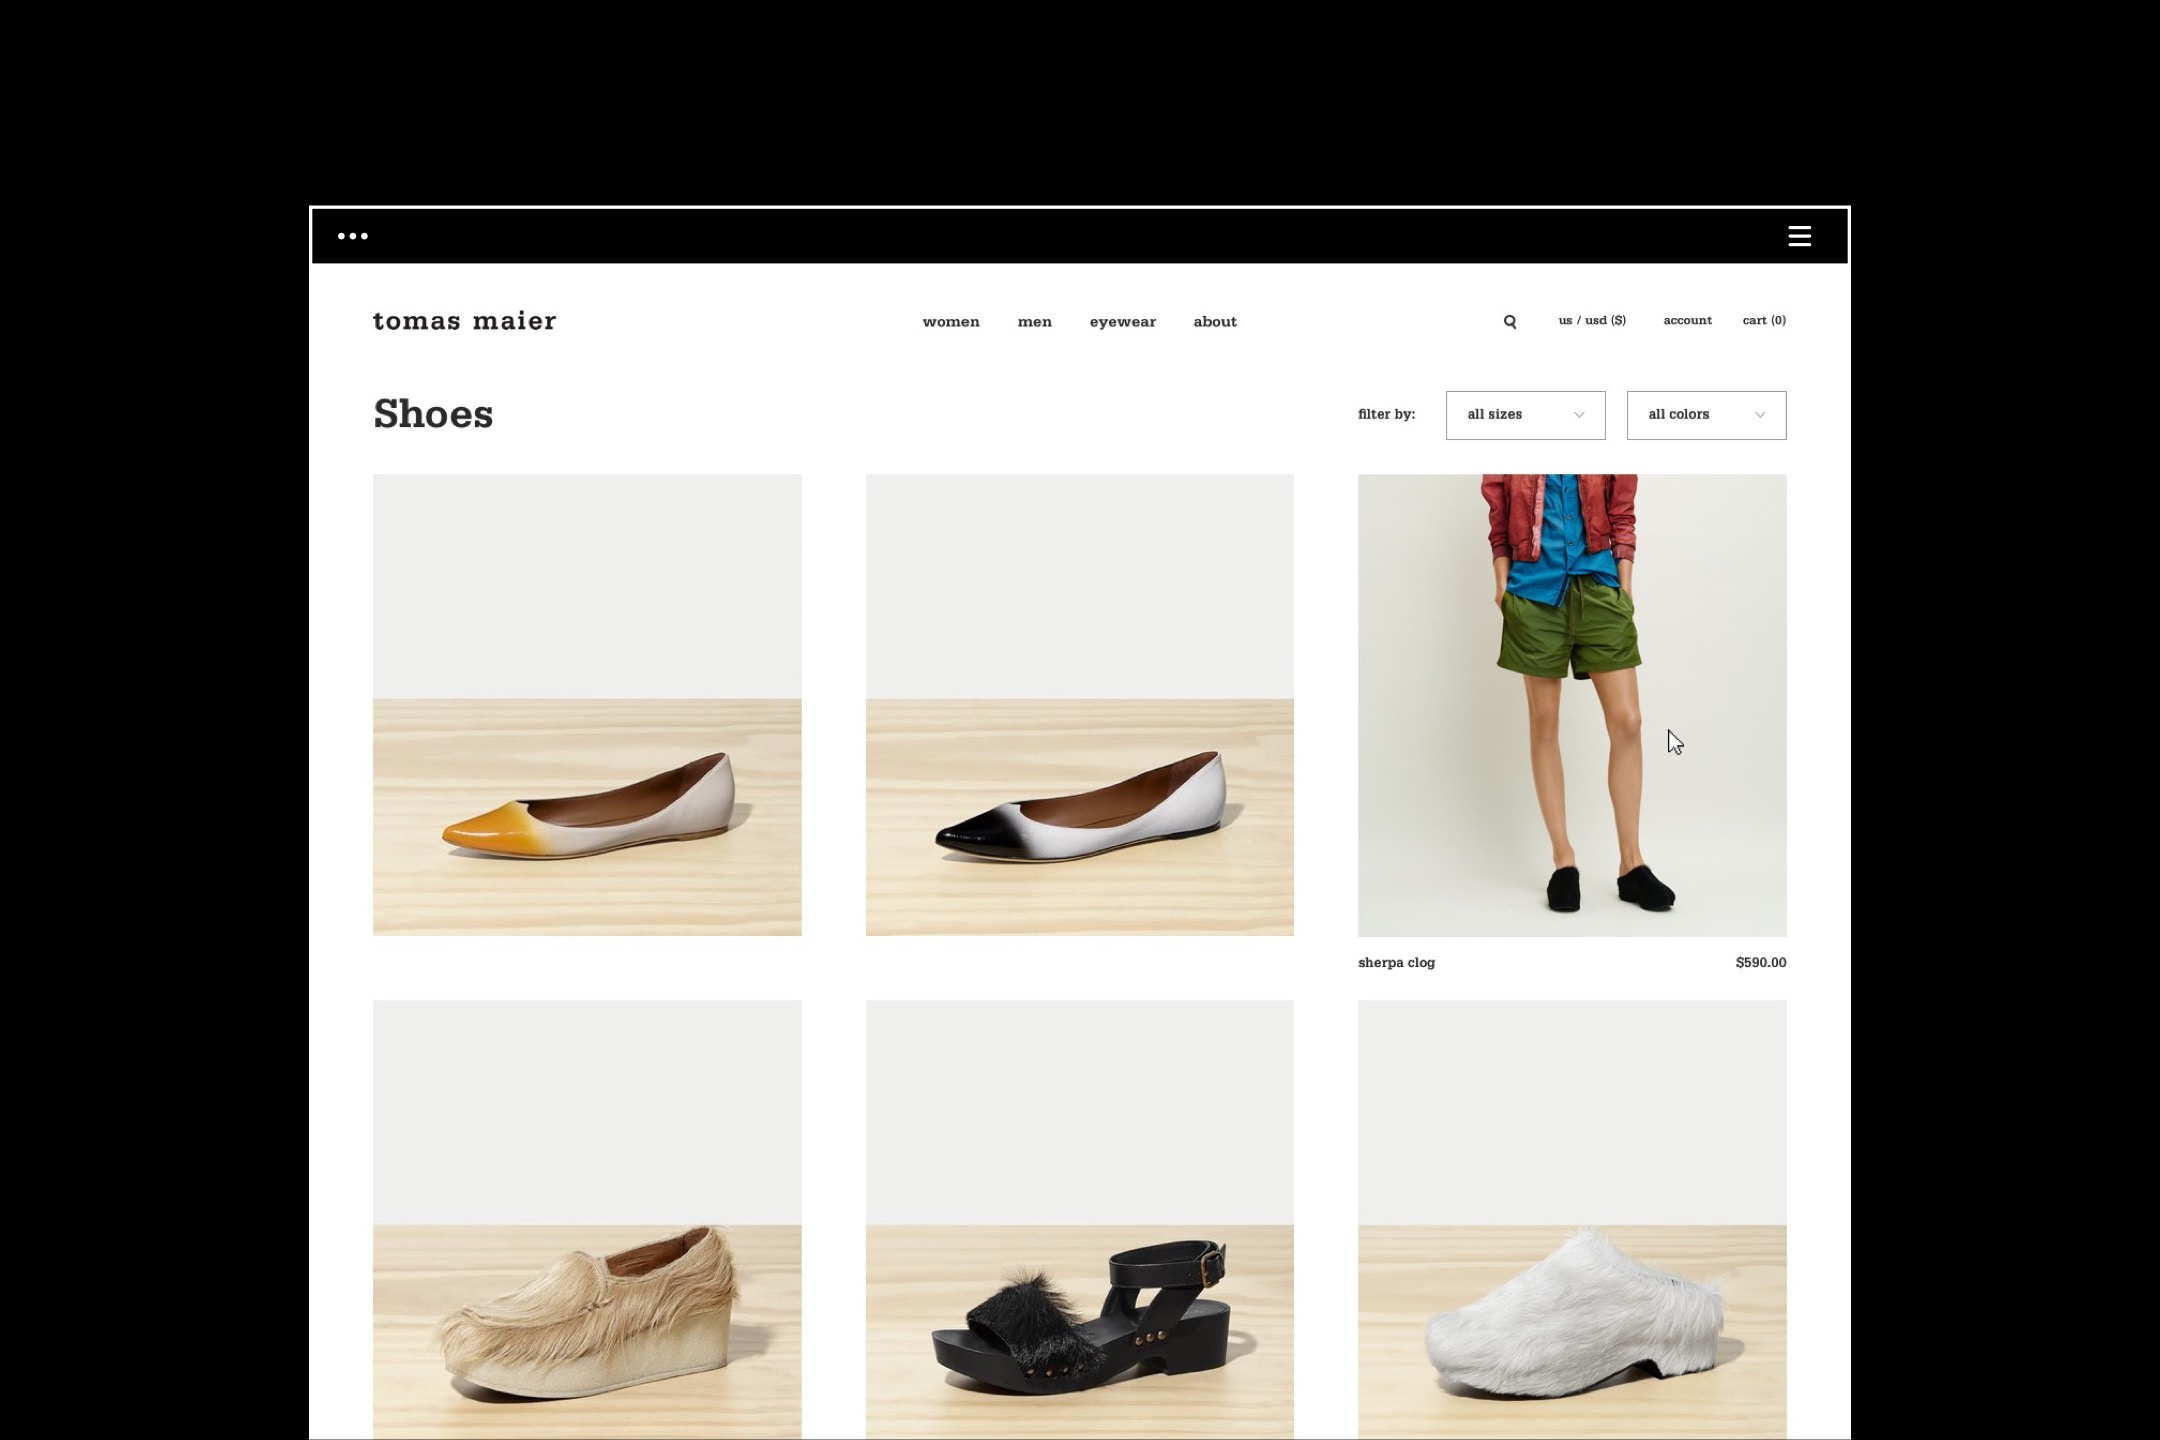 tomas maier
women men eyewear about
us / usd ($) account cart (0)
Shoes
filter by: all sizes all colors
sherpa clog $590.00